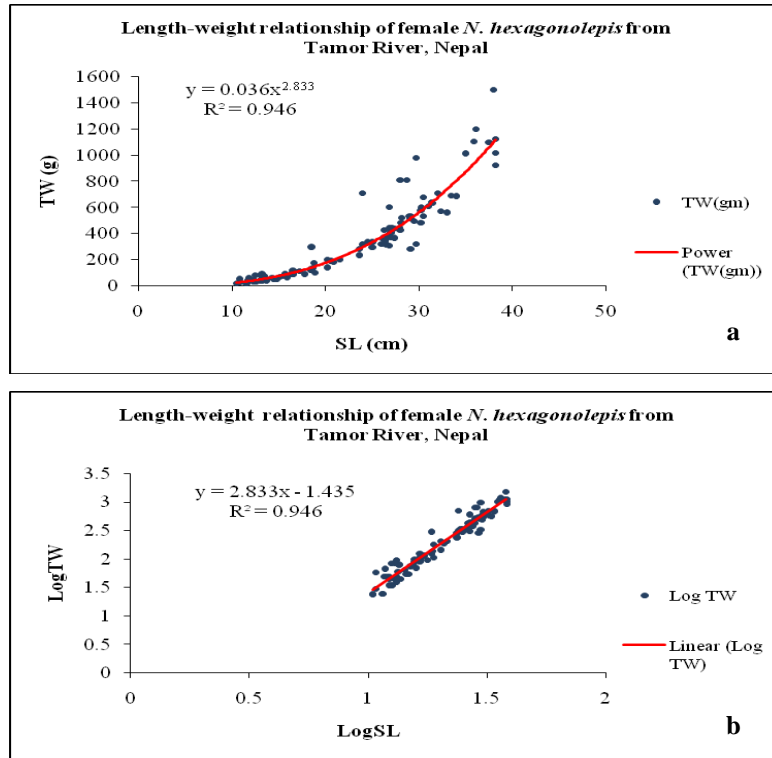 Length-weight relationship of female N. hexagonolepis from
Tamor River, Nepal
y = 0.036x^2.833
R² = 0.946
1600
1400
1200
1000
800
600
400
200
0
TW (g)
0 10 20 30 40 50
SL (cm)
TW(gm)
Power
(TW(gm))
a
Length-weight relationship of female N. hexagonolepis from
Tamor River, Nepal
y = 2.833x - 1.435
R² = 0.946
3.5
3
2.5
2
1.5
1
0.5
0
LogTW
0 0.5 1 1.5 2
LogSL
Log TW
Linear (Log
TW)
b